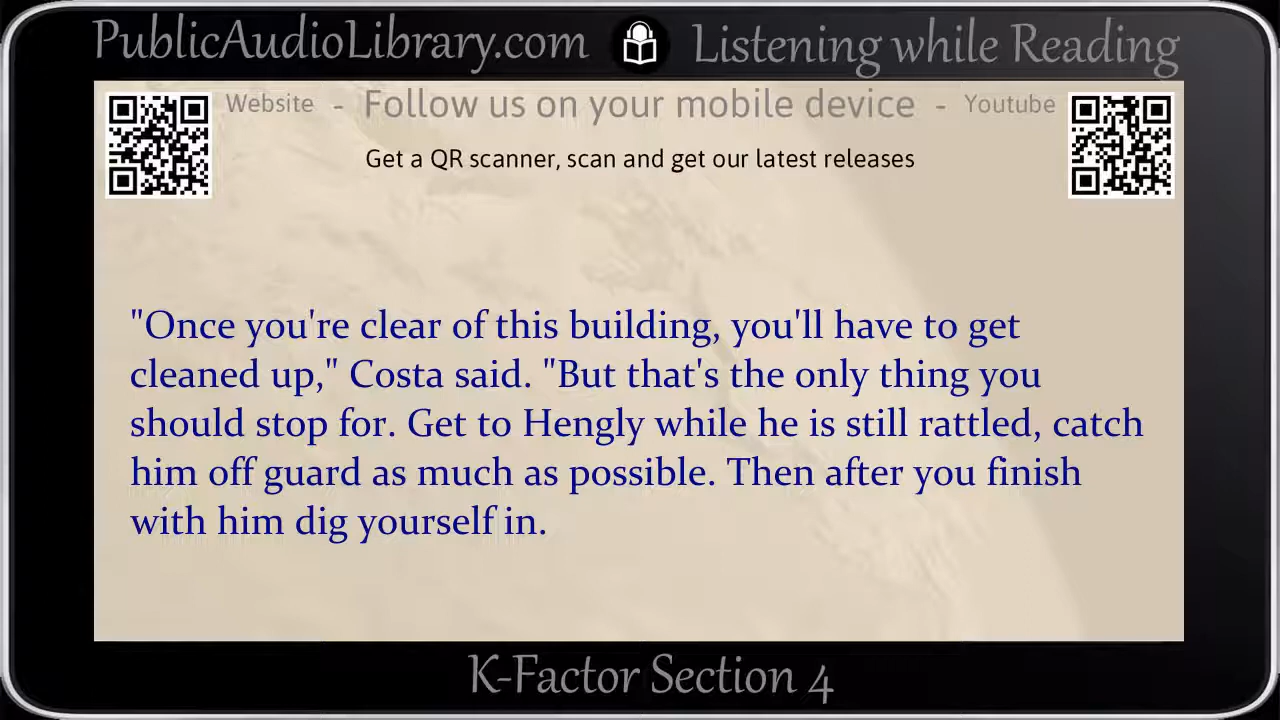 PublicAudioLibrary.com Listening while Reading
Website - Follow us on your mobile device - Youtube
Get a QR scanner, scan and get our latest releases
"Once you're clear of this building, you'll have to get
cleaned up," Costa said. "But that's the only thing you
should stop for. Get to Hengly while he is still rattled, catch
him off guard as much as possible. Then after you finish
with him dig yourself in.
K-Factor Section 4